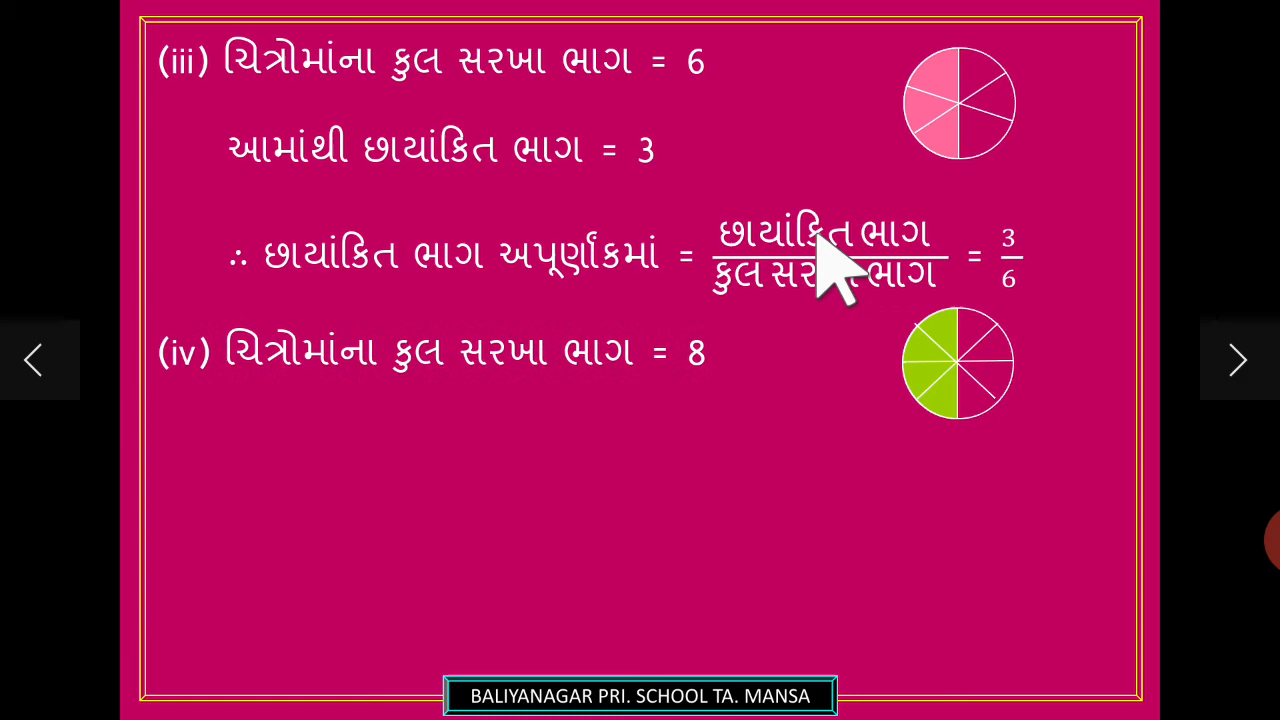 (iii) ચિત્રોમાંના કુલ સરખા ભાગ = 6
આમાંથી છાયાંકિત ભાગ = 3
∴ છાયાંકિત ભાગ અપૂર્ણાંકમાં = છાયાંકિત ભાગ / કુલ ભાગ = 3/6
(iv) ચિત્રોમાંના કુલ સરખા ભાગ = 8
BALIYANAGAR PRI. SCHOOL TA. MANSA